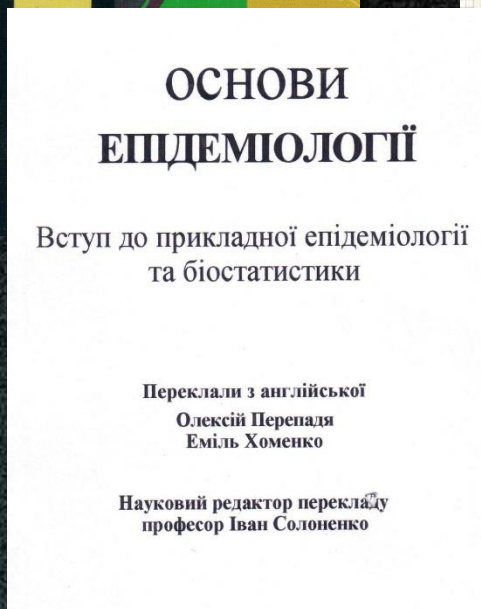 ОСНОВИ
ЕПІДЕМІОЛОГІЇ
Вступ до прикладної епідеміології
та біостатистики
Переклали з англійської
Олексій Перепадя
Еміль Хоменко
Науковий редактор перекладу
професор Іван Солоненко